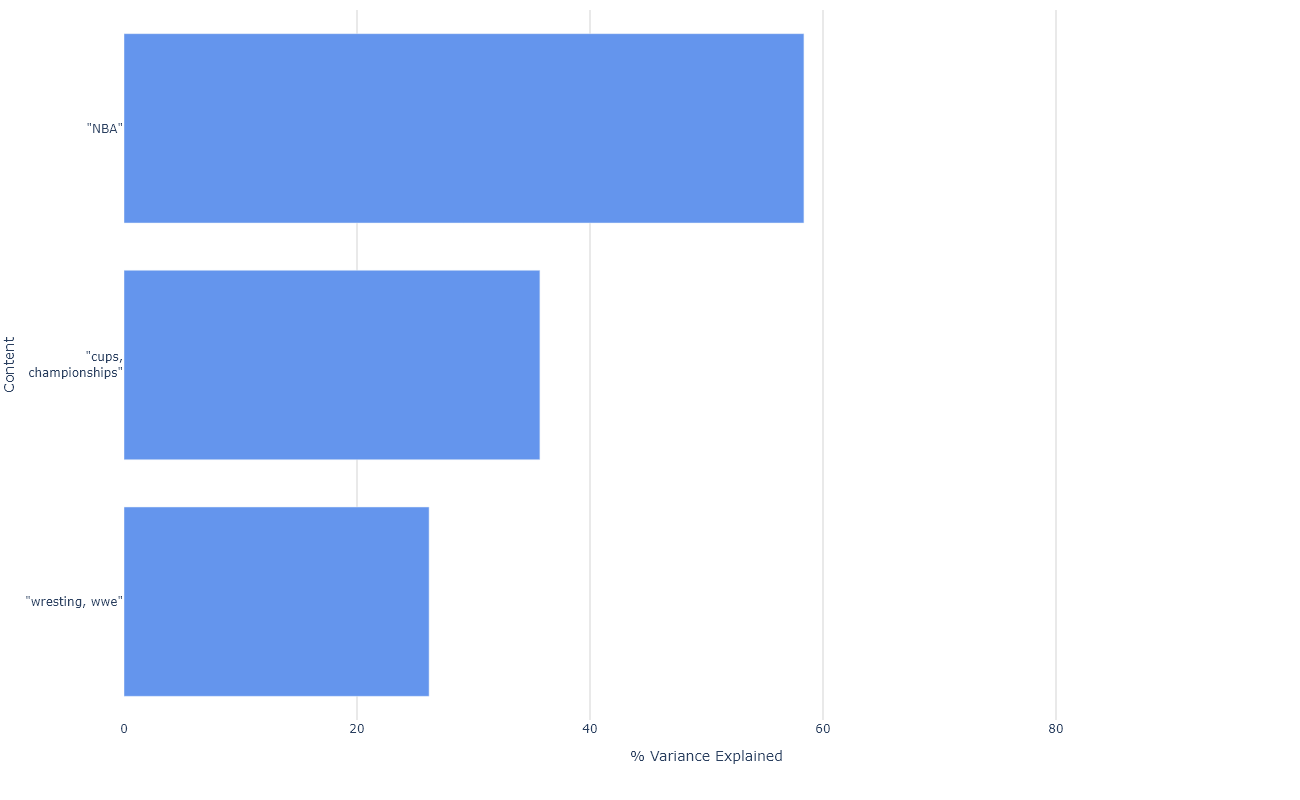 "NBA"
"cups,
championships"
Content
"wresting, wwe"
0
20
40
60
80
% Variance Explained